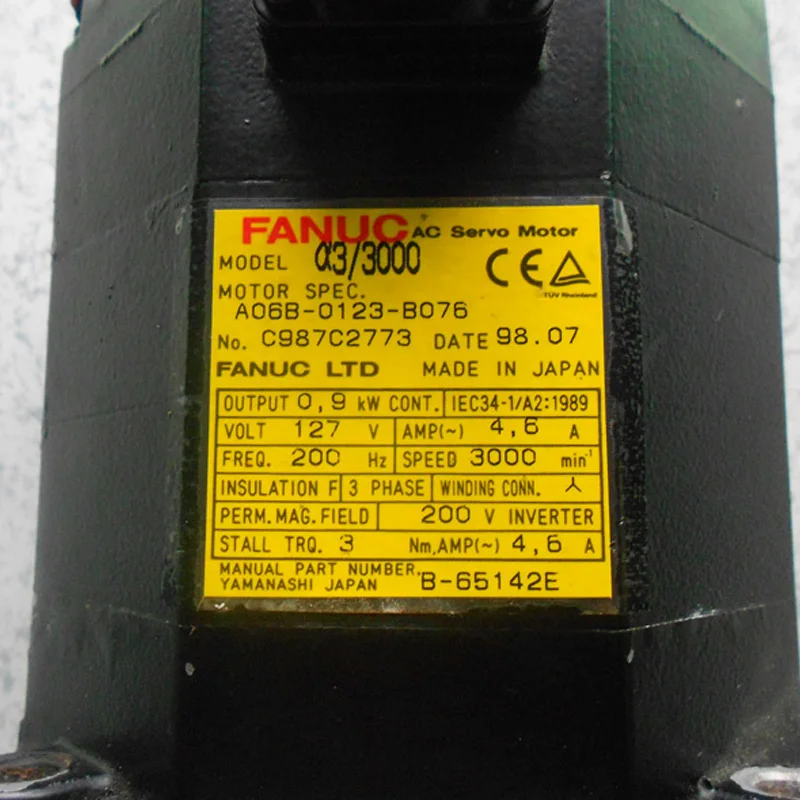 FANUC AC Servo Motor
MODEL α3/3000
CE
TÜV Rheinland
MOTOR SPEC.
A06B-0123-B076
No. C987C2773 DATE 98.07
FANUC LTD MADE IN JAPAN
OUTPUT 0,9 kW CONT. IEC34-1/A2:1989
VOLT 127 V AMP(~) 4,6 A
FREQ. 200 Hz SPEED 3000 min⁻¹
INSULATION F 3 PHASE WINDING CONN. ⅄
PERM. MAG. FIELD 200 V INVERTER
STALL TRQ. 3 Nm, AMP(~) 4,6 A
MANUAL PART NUMBER. B-65142E
YAMANASHI JAPAN